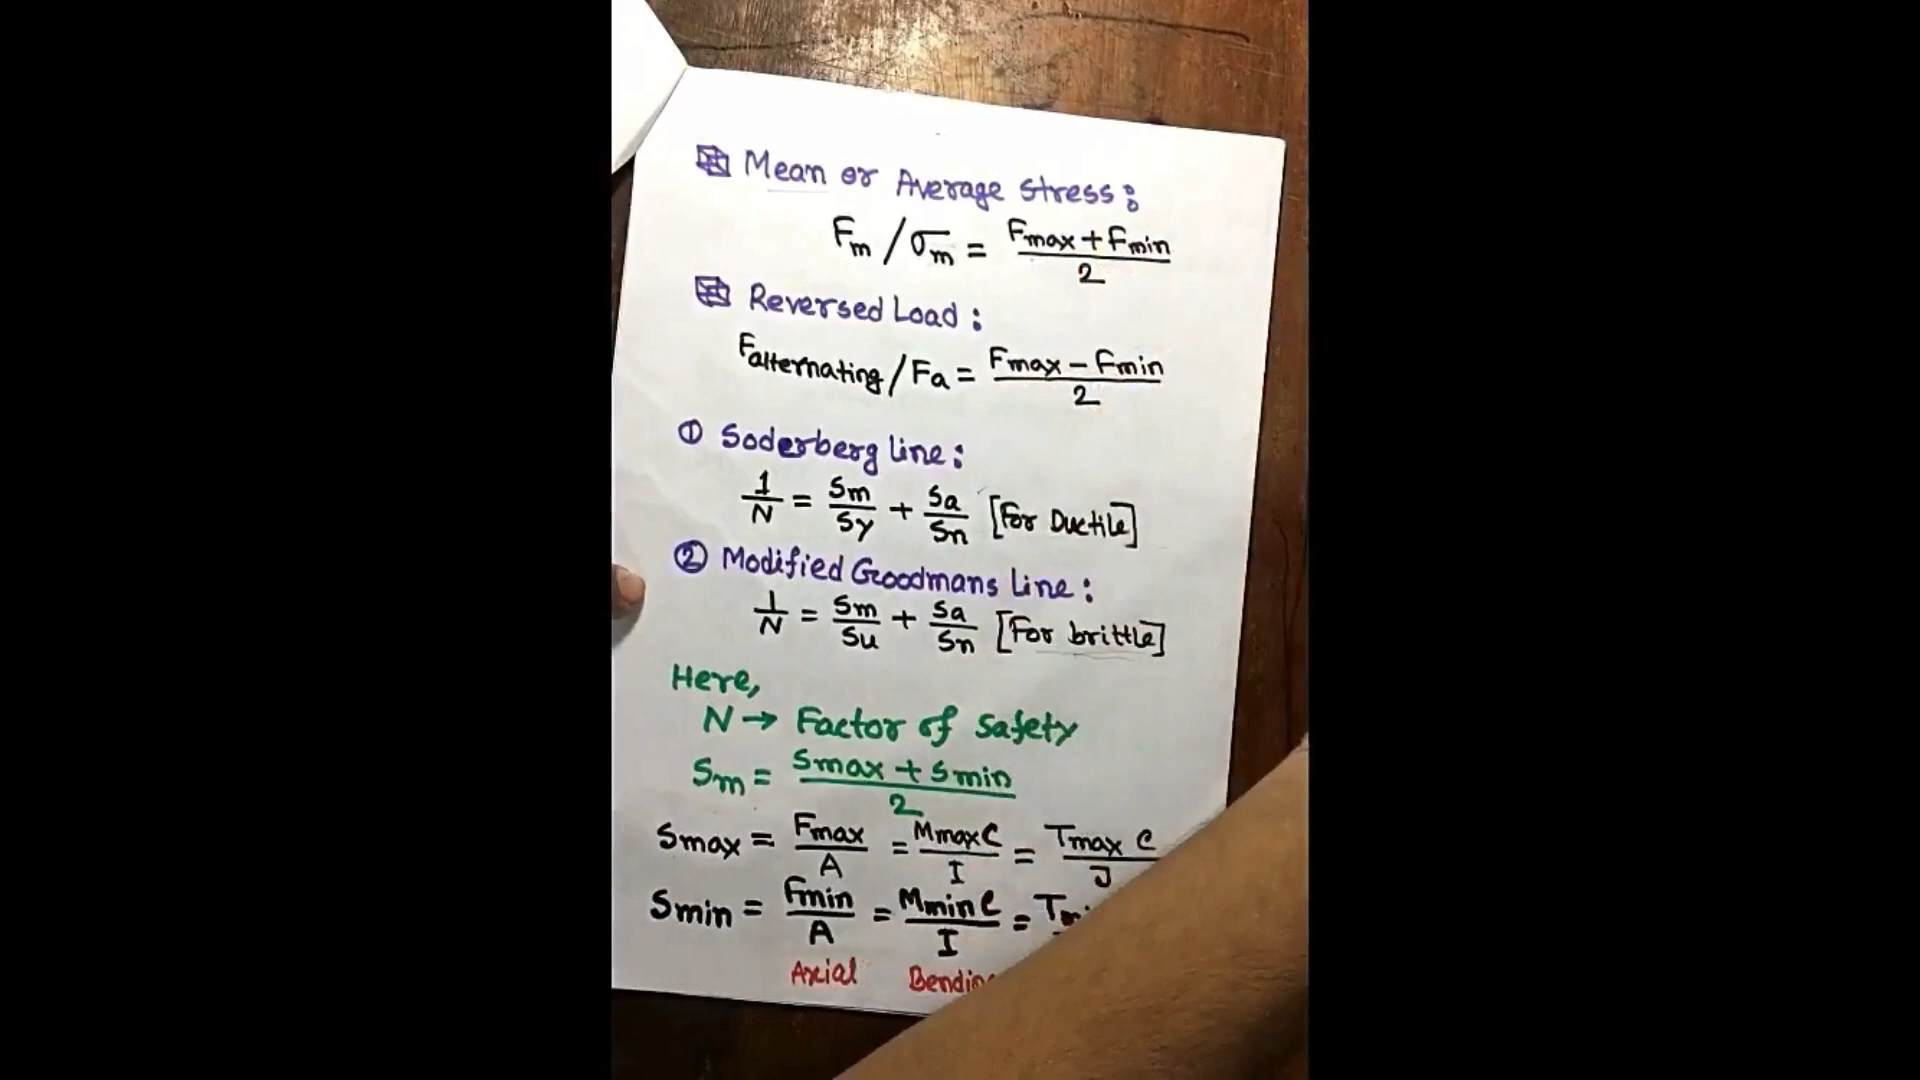 Mean or Average stress:
Fm / σm = Fmax + Fmin / 2
Reversed Load:
Falternating / Fa = Fmax - Fmin / 2
① Soderberg line:
1/N = Sm/Sy + Sa/Sn [For Ductile]
② Modified Goodmans Line:
1/N = Sm/Su + Sa/Sn [For brittle]
Here,
N → Factor of Safety
Sm = Smax + Smin / 2
Smax = Fmax/A = MmaxC/I = Tmax C/J
Smin = Fmin/A = MminC/I =
Axial